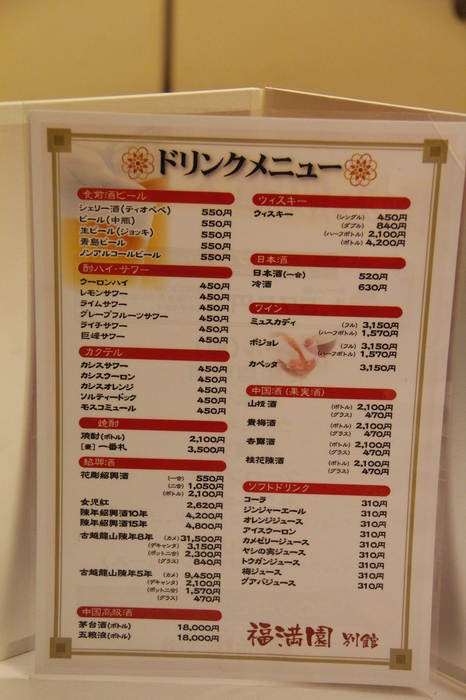 ドリンクメニュー
食前酒ビール
シェリー酒(ティオペペ) 550円
ビール(中瓶) 550円
生ビール(ジョッキ) 550円
青島ビール 550円
ノンアルコールビール 550円
酎ハイ・サワー
ウーロンハイ 450円
レモンサワー 450円
ライムサワー 450円
グレープフルーツサワー 450円
ライチサワー 450円
巨峰サワー 450円
カクテル
カシスサワー 450円
カシスウーロン 450円
カシスオレンジ 450円
ソルティードック 450円
モスコミュール 450円
焼酎
焼酎(ボトル) 2,100円
[麦] 一番札 3,500円
紹興酒
花彫紹興酒 (一合) 550円
(二合) 1,050円
(ボトル) 2,100円
女児紅 2,620円
陳年紹興酒10年 4,200円
陳年紹興酒15年 4,800円
古越龍山陳年8年 (カメ) 31,500円
(デキャンタ) 3,150円
(ポット二合) 2,300円
(グラス) 840円
古越龍山陳年5年 (カメ) 9,450円
(デキャンタ) 2,100円
(ポット二合) 1,570円
(グラス) 470円
中国高級酒
茅台酒(ボトル) 18,000円
五粮液(ボトル) 18,000円
ウィスキー
ウィスキー (シングル) 450円
(ダブル) 840円
(ハーフボトル) 2,100円
(ボトル) 4,200円
日本酒
日本酒(一合) 520円
冷酒 630円
ワイン
ミュスカディ (フル) 3,150円
(ハーフボトル) 1,570円
ボジョレ (フル) 3,150円
(ハーフボトル) 1,570円
カペッタ 3,150円
中国酒(果実酒)
山査酒 (ボトル) 2,100円
(グラス) 470円
貴梅酒 (ボトル) 2,100円
(グラス) 470円
杏露酒 (ボトル) 2,100円
(グラス) 470円
桂花陳酒 (ボトル) 2,100円
(グラス) 470円
ソフトドリンク
コーラ 310円
ジンジャーエール 310円
オレンジジュース 310円
アイスウーロン 310円
カメゼリージュース 310円
ヤシの実ジュース 310円
トウガンジュース 310円
梅ジュース 310円
グアバジュース 310円
福満園 別館